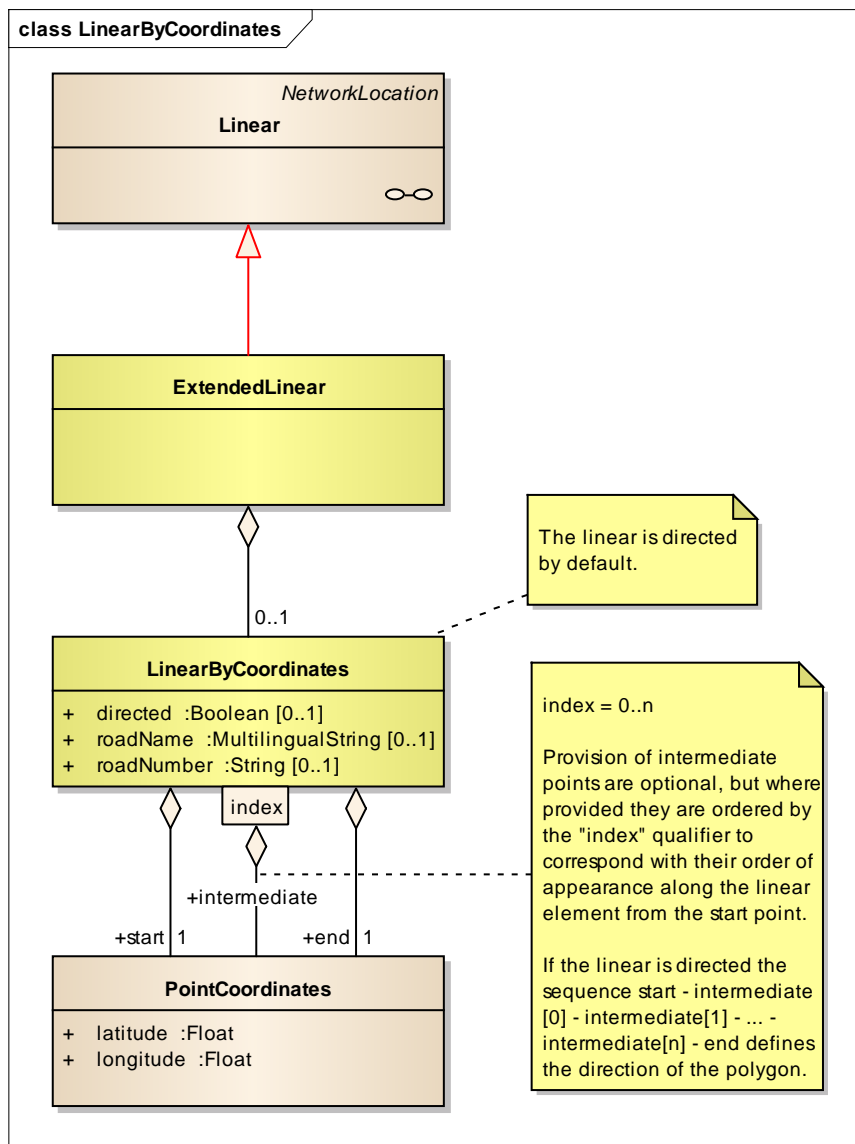 class LinearByCoordinates
NetworkLocation
Linear
ExtendedLinear
The linear is directed
by default.
0..1
LinearByCoordinates
+ directed :Boolean [0..1]
+ roadName :MultilingualString [0..1]
+ roadNumber :String [0..1]
index
index = 0..n
Provision of intermediate
points are optional, but where
provided they are ordered by
the "index" qualifier to
correspond with their order of
appearance along the linear
element from the start point.
If the linear is directed the
sequence start - intermediate
[0] - intermediate[1] - ... -
intermediate[n] - end defines
the direction of the polygon.
+intermediate
+start 1
+end 1
PointCoordinates
+ latitude :Float
+ longitude :Float